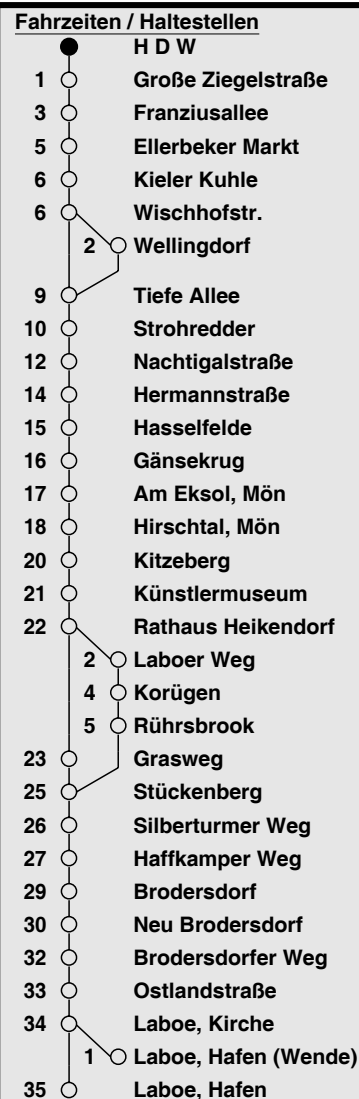 Fahrzeiten / Haltestellen
H D W
1 Große Ziegelstraße
3 Franziusallee
5 Ellerbeker Markt
6 Kieler Kuhle
6 Wischhofstr.
2 Wellingdorf
9 Tiefe Allee
10 Strohredder
12 Nachtigalstraße
14 Hermannstraße
15 Hasselfelde
16 Gänsekrug
17 Am Eksol, Mön
18 Hirschtal, Mön
20 Kitzeberg
21 Künstlermuseum
22 Rathaus Heikendorf
2 Laboer Weg
4 Korügen
5 Rührsbrook
23 Grasweg
25 Stückenberg
26 Silberturmer Weg
27 Haffkamper Weg
29 Brodersdorf
30 Neu Brodersdorf
32 Brodersdorfer Weg
33 Ostlandstraße
34 Laboe, Kirche
1 Laboe, Hafen (Wende)
35 Laboe, Hafen